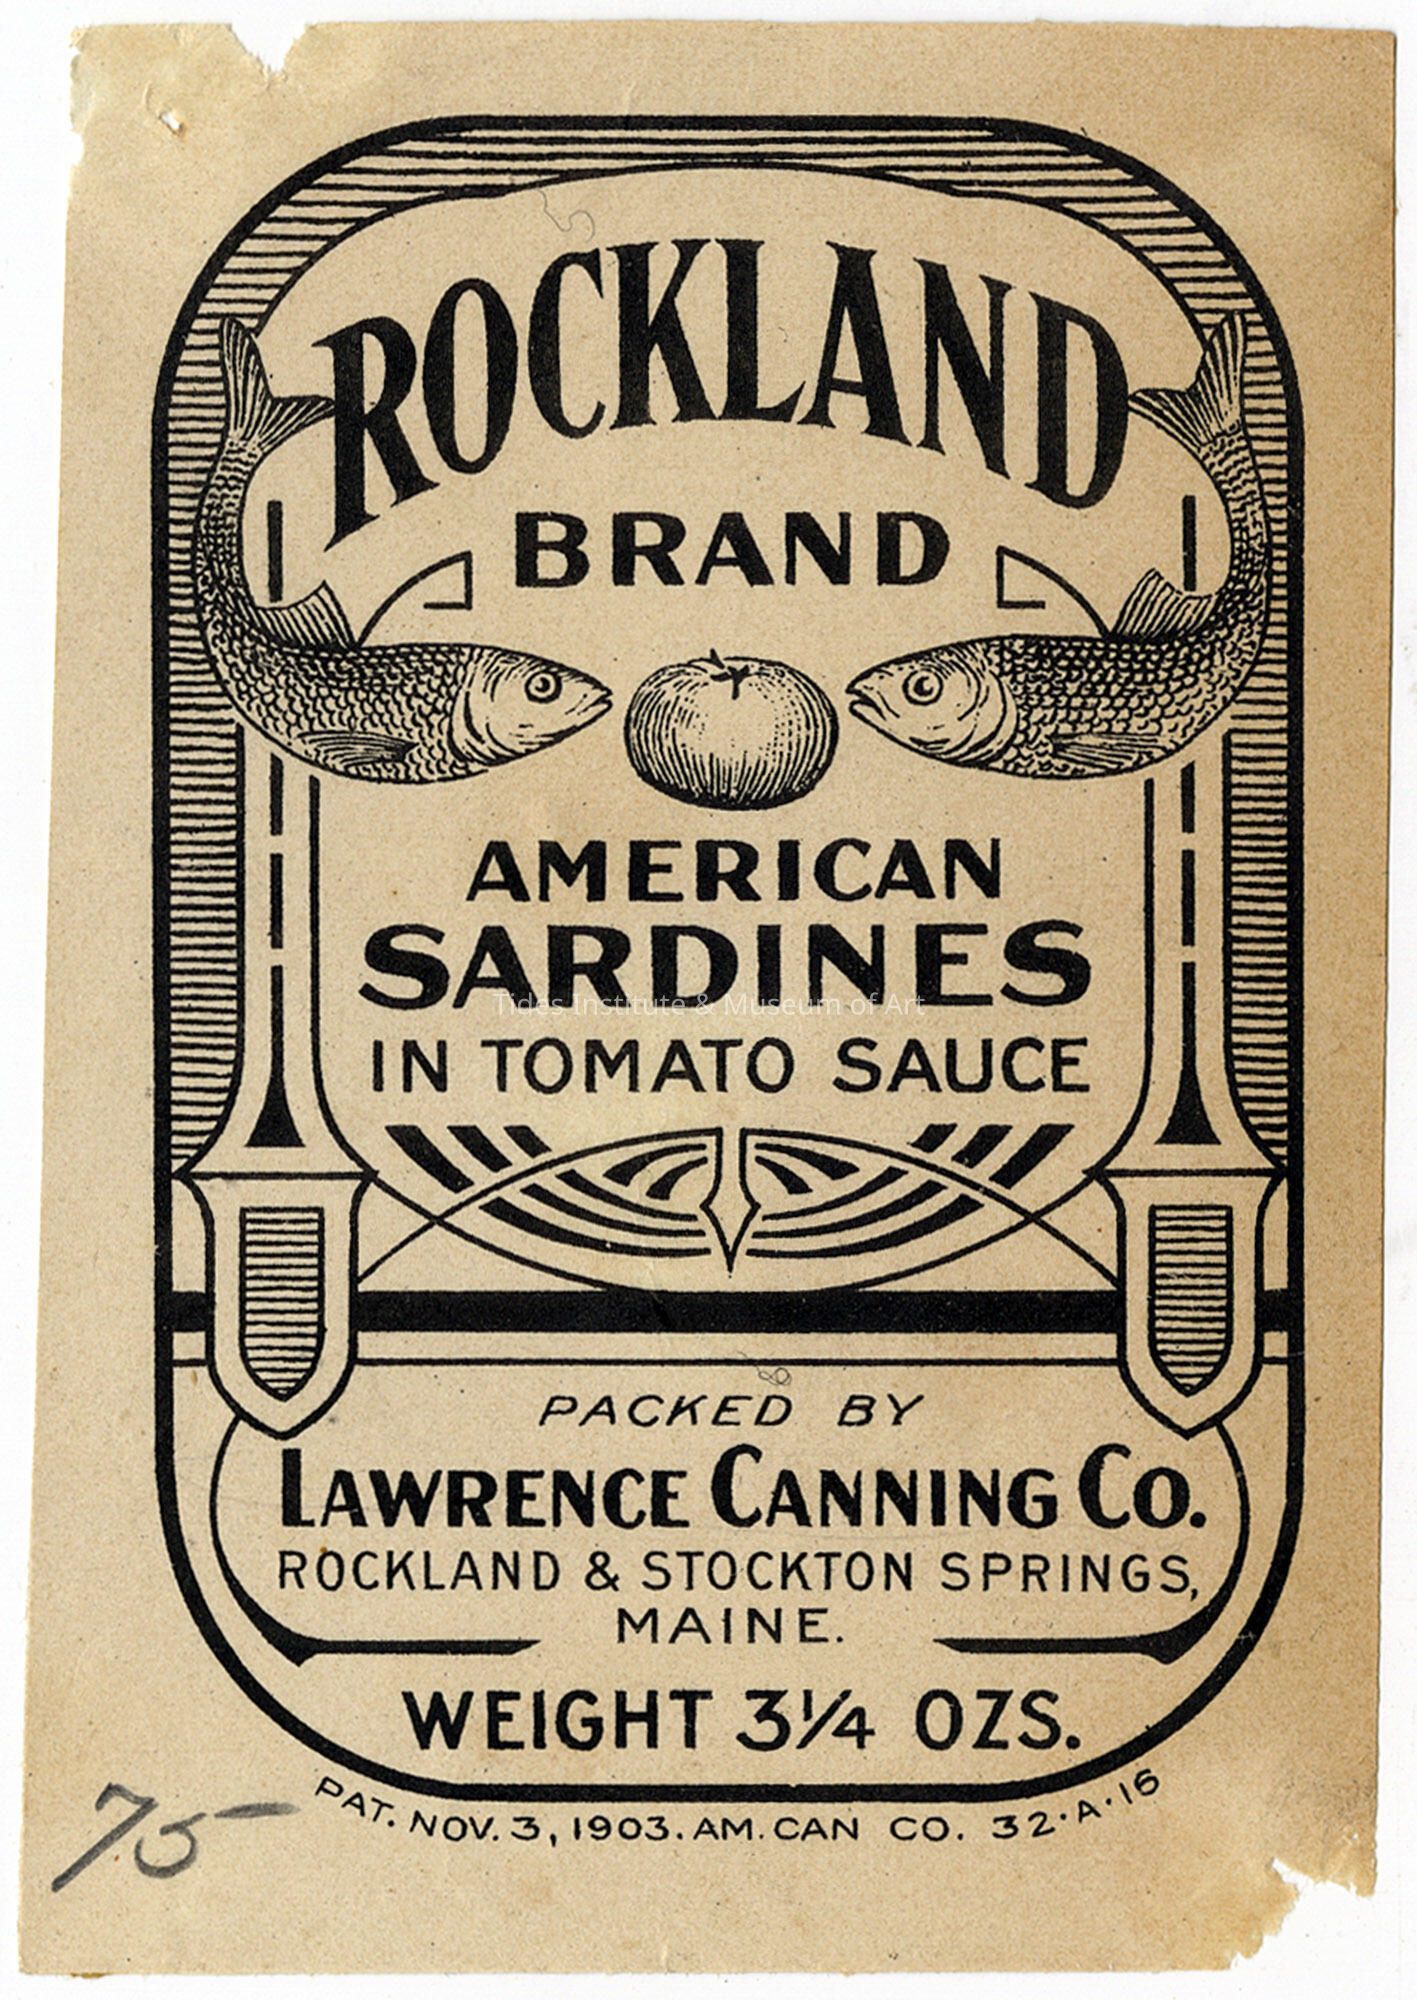 ROCKLAND
BRAND
AMERICAN
SARDINES
Tides Institute & Museum of Art
IN TOMATO SAUCE
PACKED BY
LAWRENCE CANNING CO.
ROCKLAND & STOCKTON SPRINGS,
MAINE.
WEIGHT 3¼ OZS.
PAT. NOV. 3, 1903. AM. CAN CO. 32·A·16
75